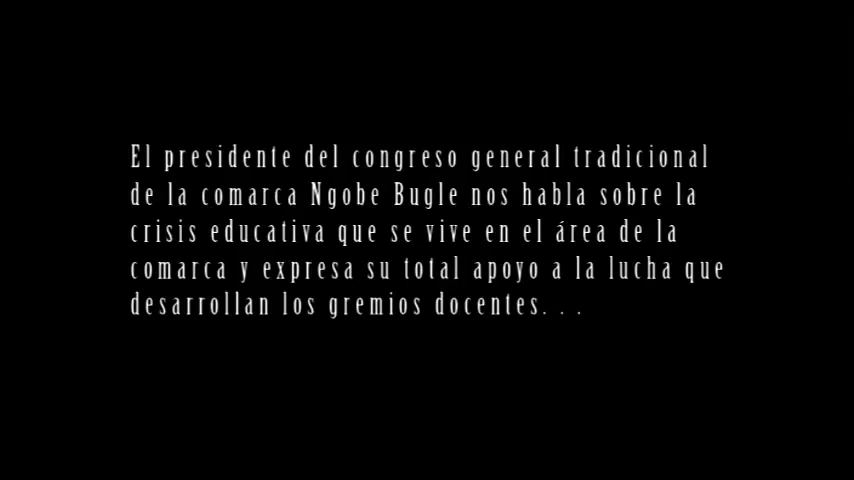 El presidente del congreso general tradicional
de la comarca Ngobe Bugle nos habla sobre la
crisis educativa que se vive en el área de la
comarca y expresa su total apoyo a la lucha que
desarrollan los gremios docentes. . .